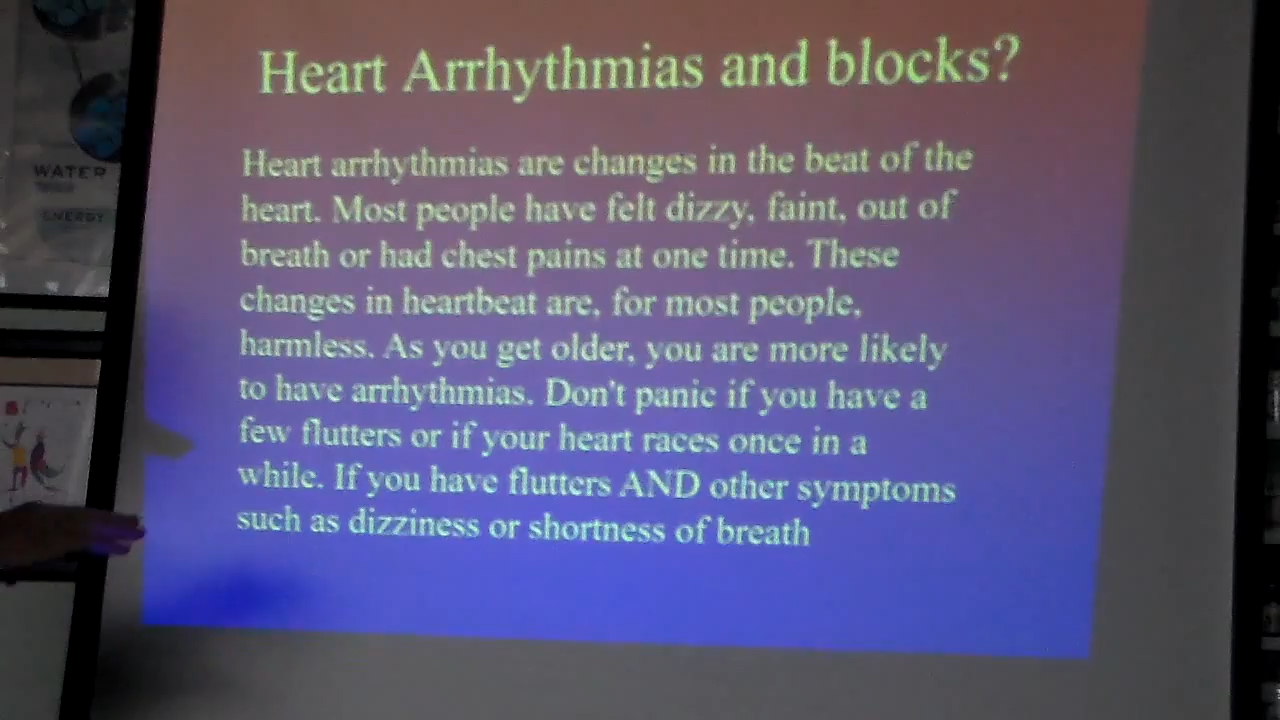 Heart Arrhythmias and blocks?
Heart arrhythmias are changes in the beat of the
heart. Most people have felt dizzy, faint, out of
breath or had chest pains at one time. These
changes in heartbeat are, for most people,
harmless. As you get older, you are more likely
to have arrhythmias. Don't panic if you have a
few flutters or if your heart races once in a
while. If you have flutters AND other symptoms
such as dizziness or shortness of breath
WATER
ENERGY